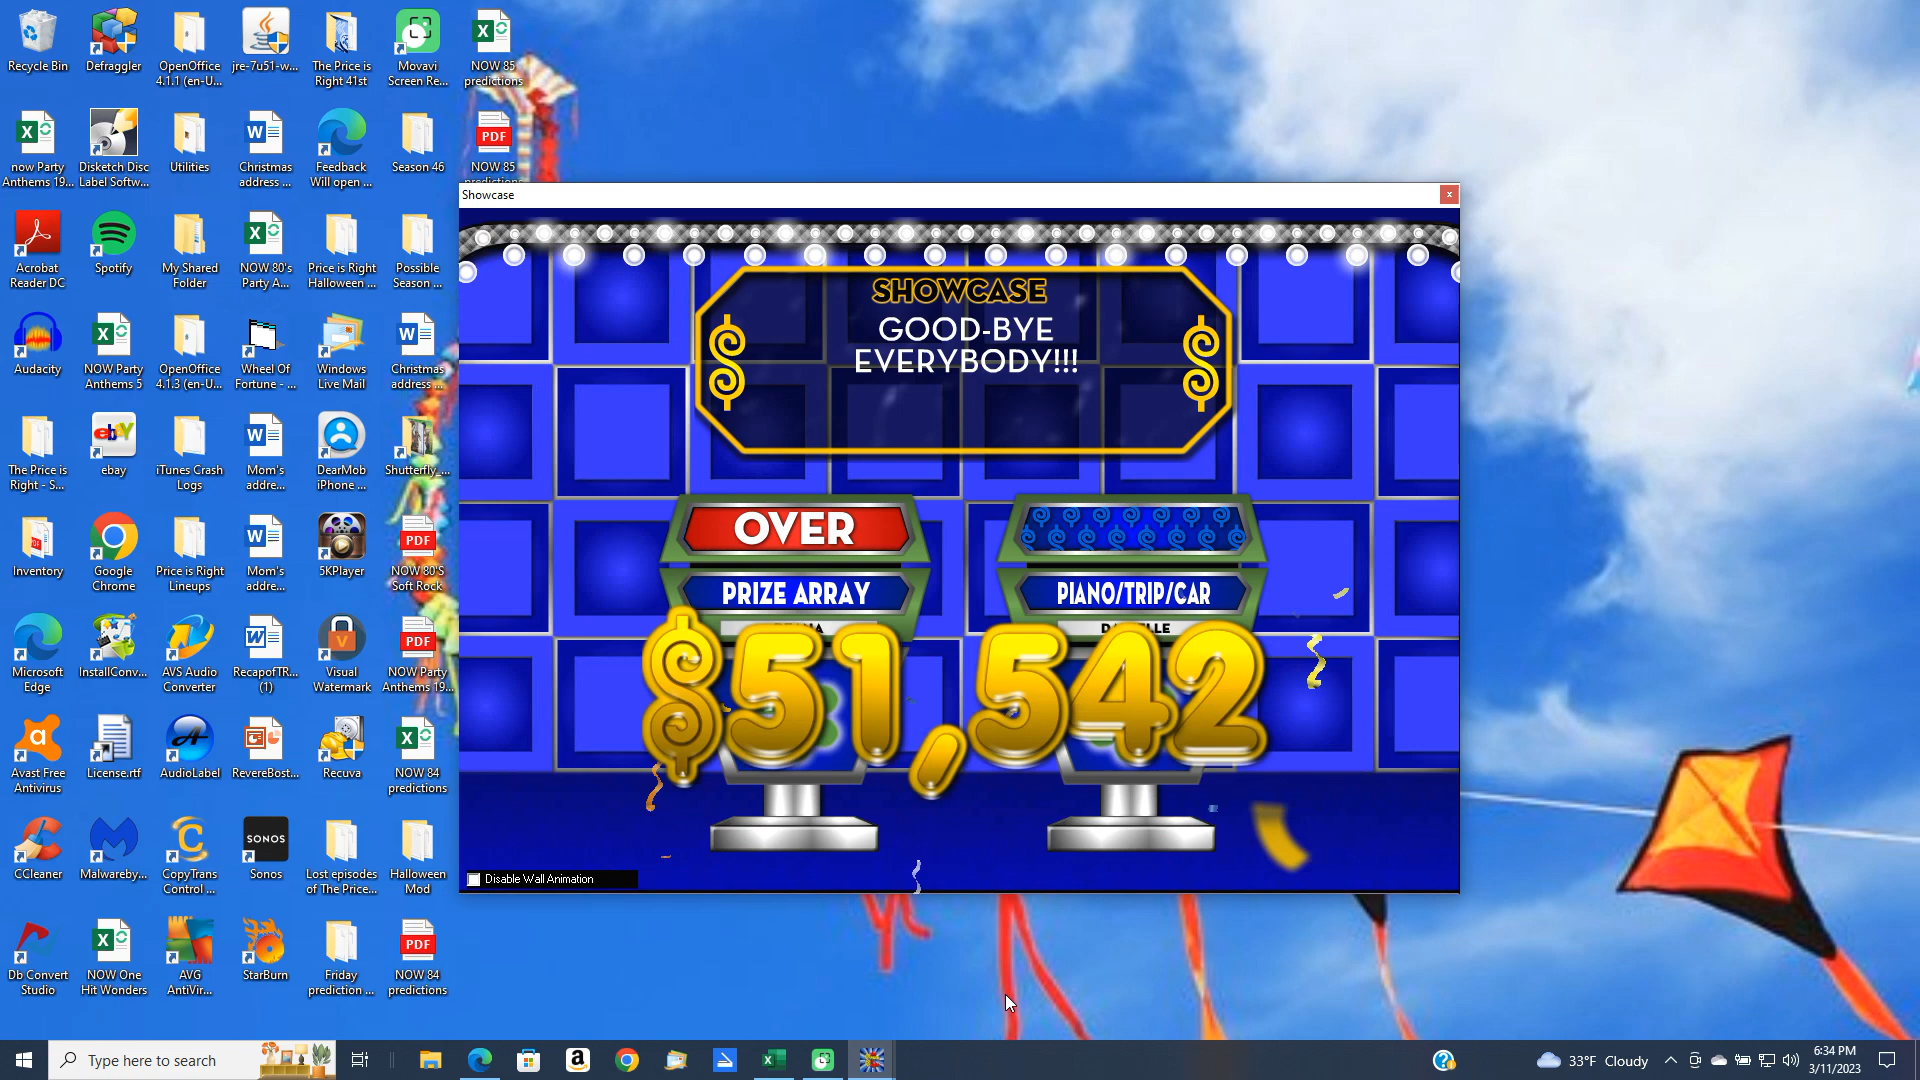 Recycle Bin
Defraggler
OpenOffice
4.1.1 (en-U...
jre-7u51-w...
The Price is
Right 41st
Movavi
Screen Re...
NOW 85
predictions
now Party
Anthems 19...
Disketch Disc
Label Softw...
Utilities
Christmas
address ...
Feedback
Will open ...
Season 46
PDF
NOW 85
predictions
Acrobat
Reader DC
Spotify
My Shared
Folder
NOW 80's
Party A...
Price is Right
Halloween ...
Possible
Season ...
Audacity
NOW Party
Anthems 5
OpenOffice
4.1.3 (en-U...
Wheel Of
Fortune - ...
Windows
Live Mail
Christmas
address ...
The Price is
Right - S...
ebay
ebay
iTunes Crash
Logs
Mom's
addre...
DearMob
iPhone ...
Shutterfly_...
Inventory
Google
Chrome
Price is Right
Lineups
Mom's
addre...
5KPlayer
PDF
NOW 80'S
Soft Rock
Microsoft
Edge
InstallConv...
AVS Audio
Converter
RecapofTR...
(1)
Visual
Watermark
PDF
NOW Party
Anthems 19...
Avast Free
Antivirus
License.rtf
AudioLabel
RevereBost...
Recuva
NOW 84
predictions
CCleaner
Malwareby...
CopyTrans
Control ...
SONOS
Sonos
Lost episodes
of The Price...
Halloween
Mod
Db Convert
Studio
NOW One
Hit Wonders
AVG
AntiVir...
StarBurn
Friday
prediction ...
PDF
NOW 84
predictions
Showcase
SHOWCASE
GOOD-BYE
EVERYBODY!!!
OVER
PRIZE ARRAY
PIANO/TRIP/CAR
$51,542
Disable Wall Animation
Type here to search
33°F Cloudy
6:34 PM
3/11/2023